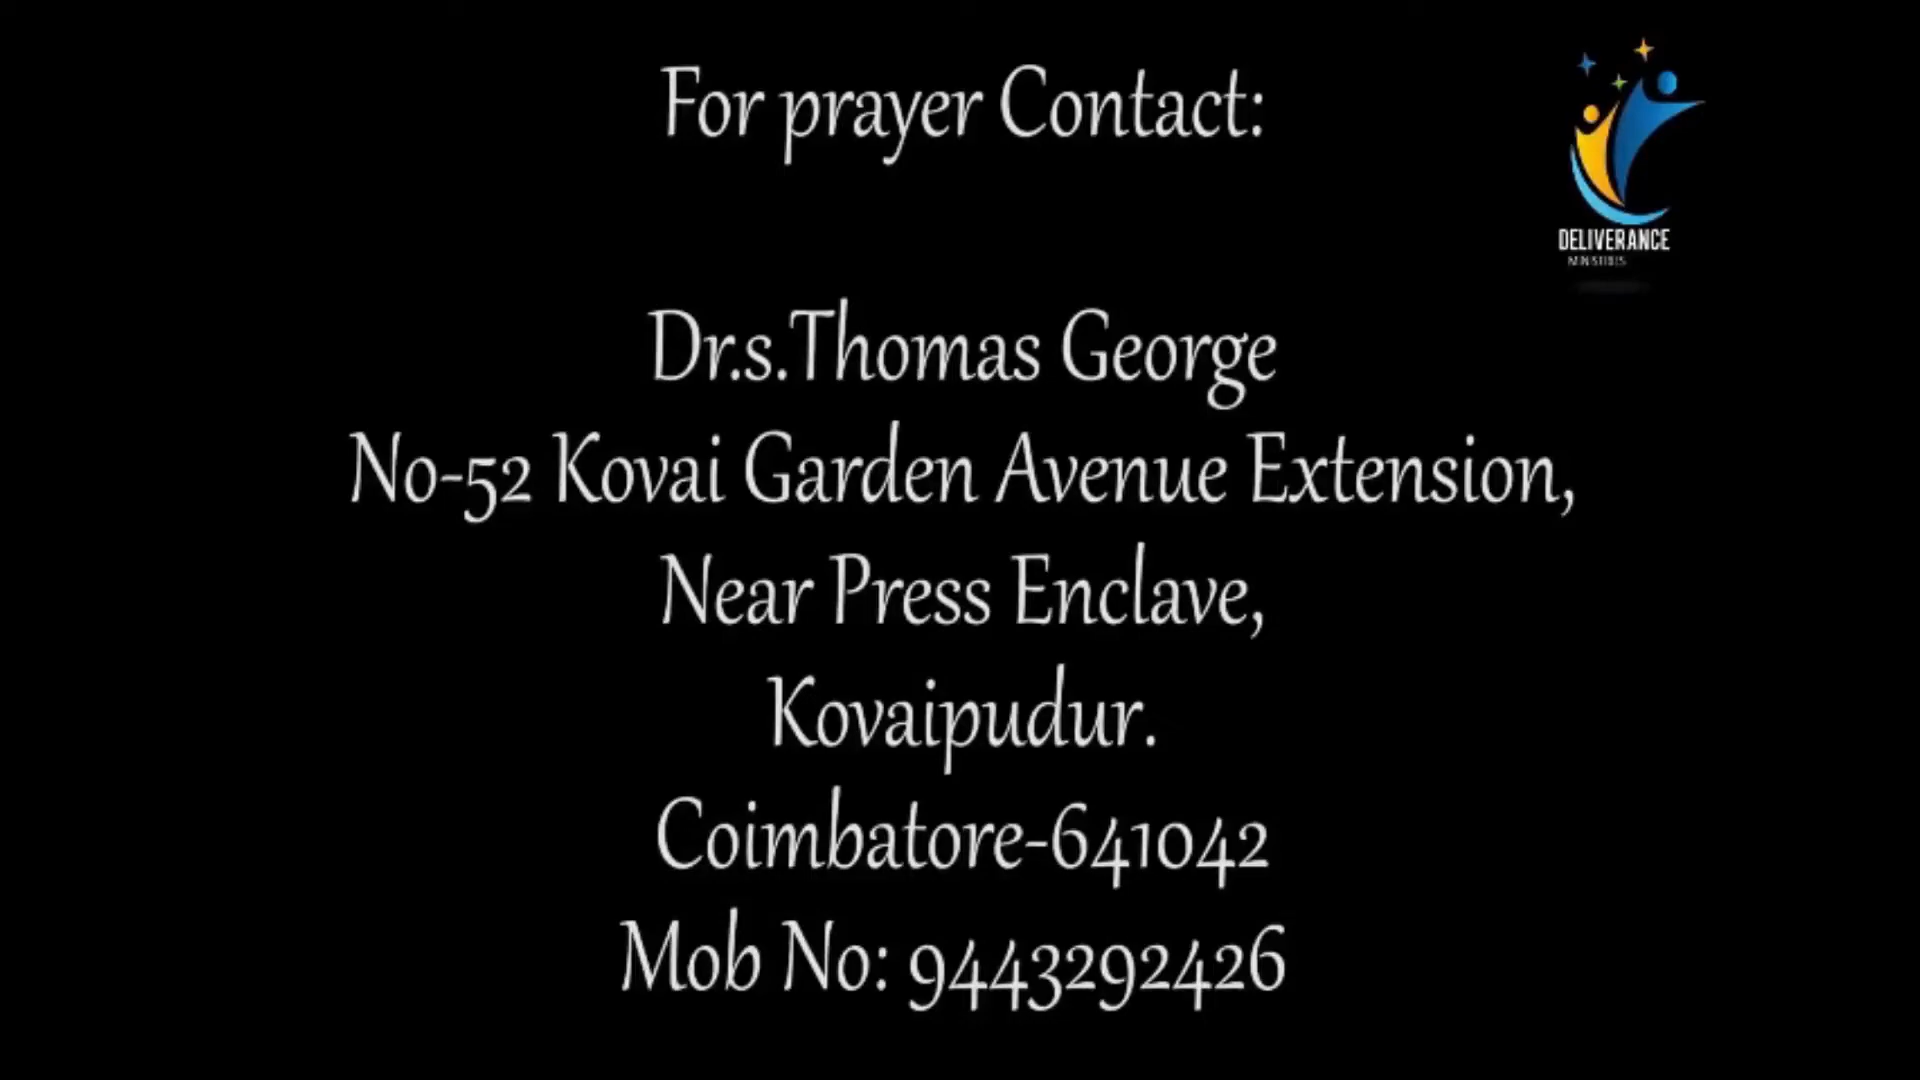 For prayer Contact:
DELIVERANCE
MINISTRIES
Dr.s.Thomas George
No-52 Kovai Garden Avenue Extension,
Near Press Enclave,
Kovaipudur.
Coimbatore-641042
Mob No: 9443292426